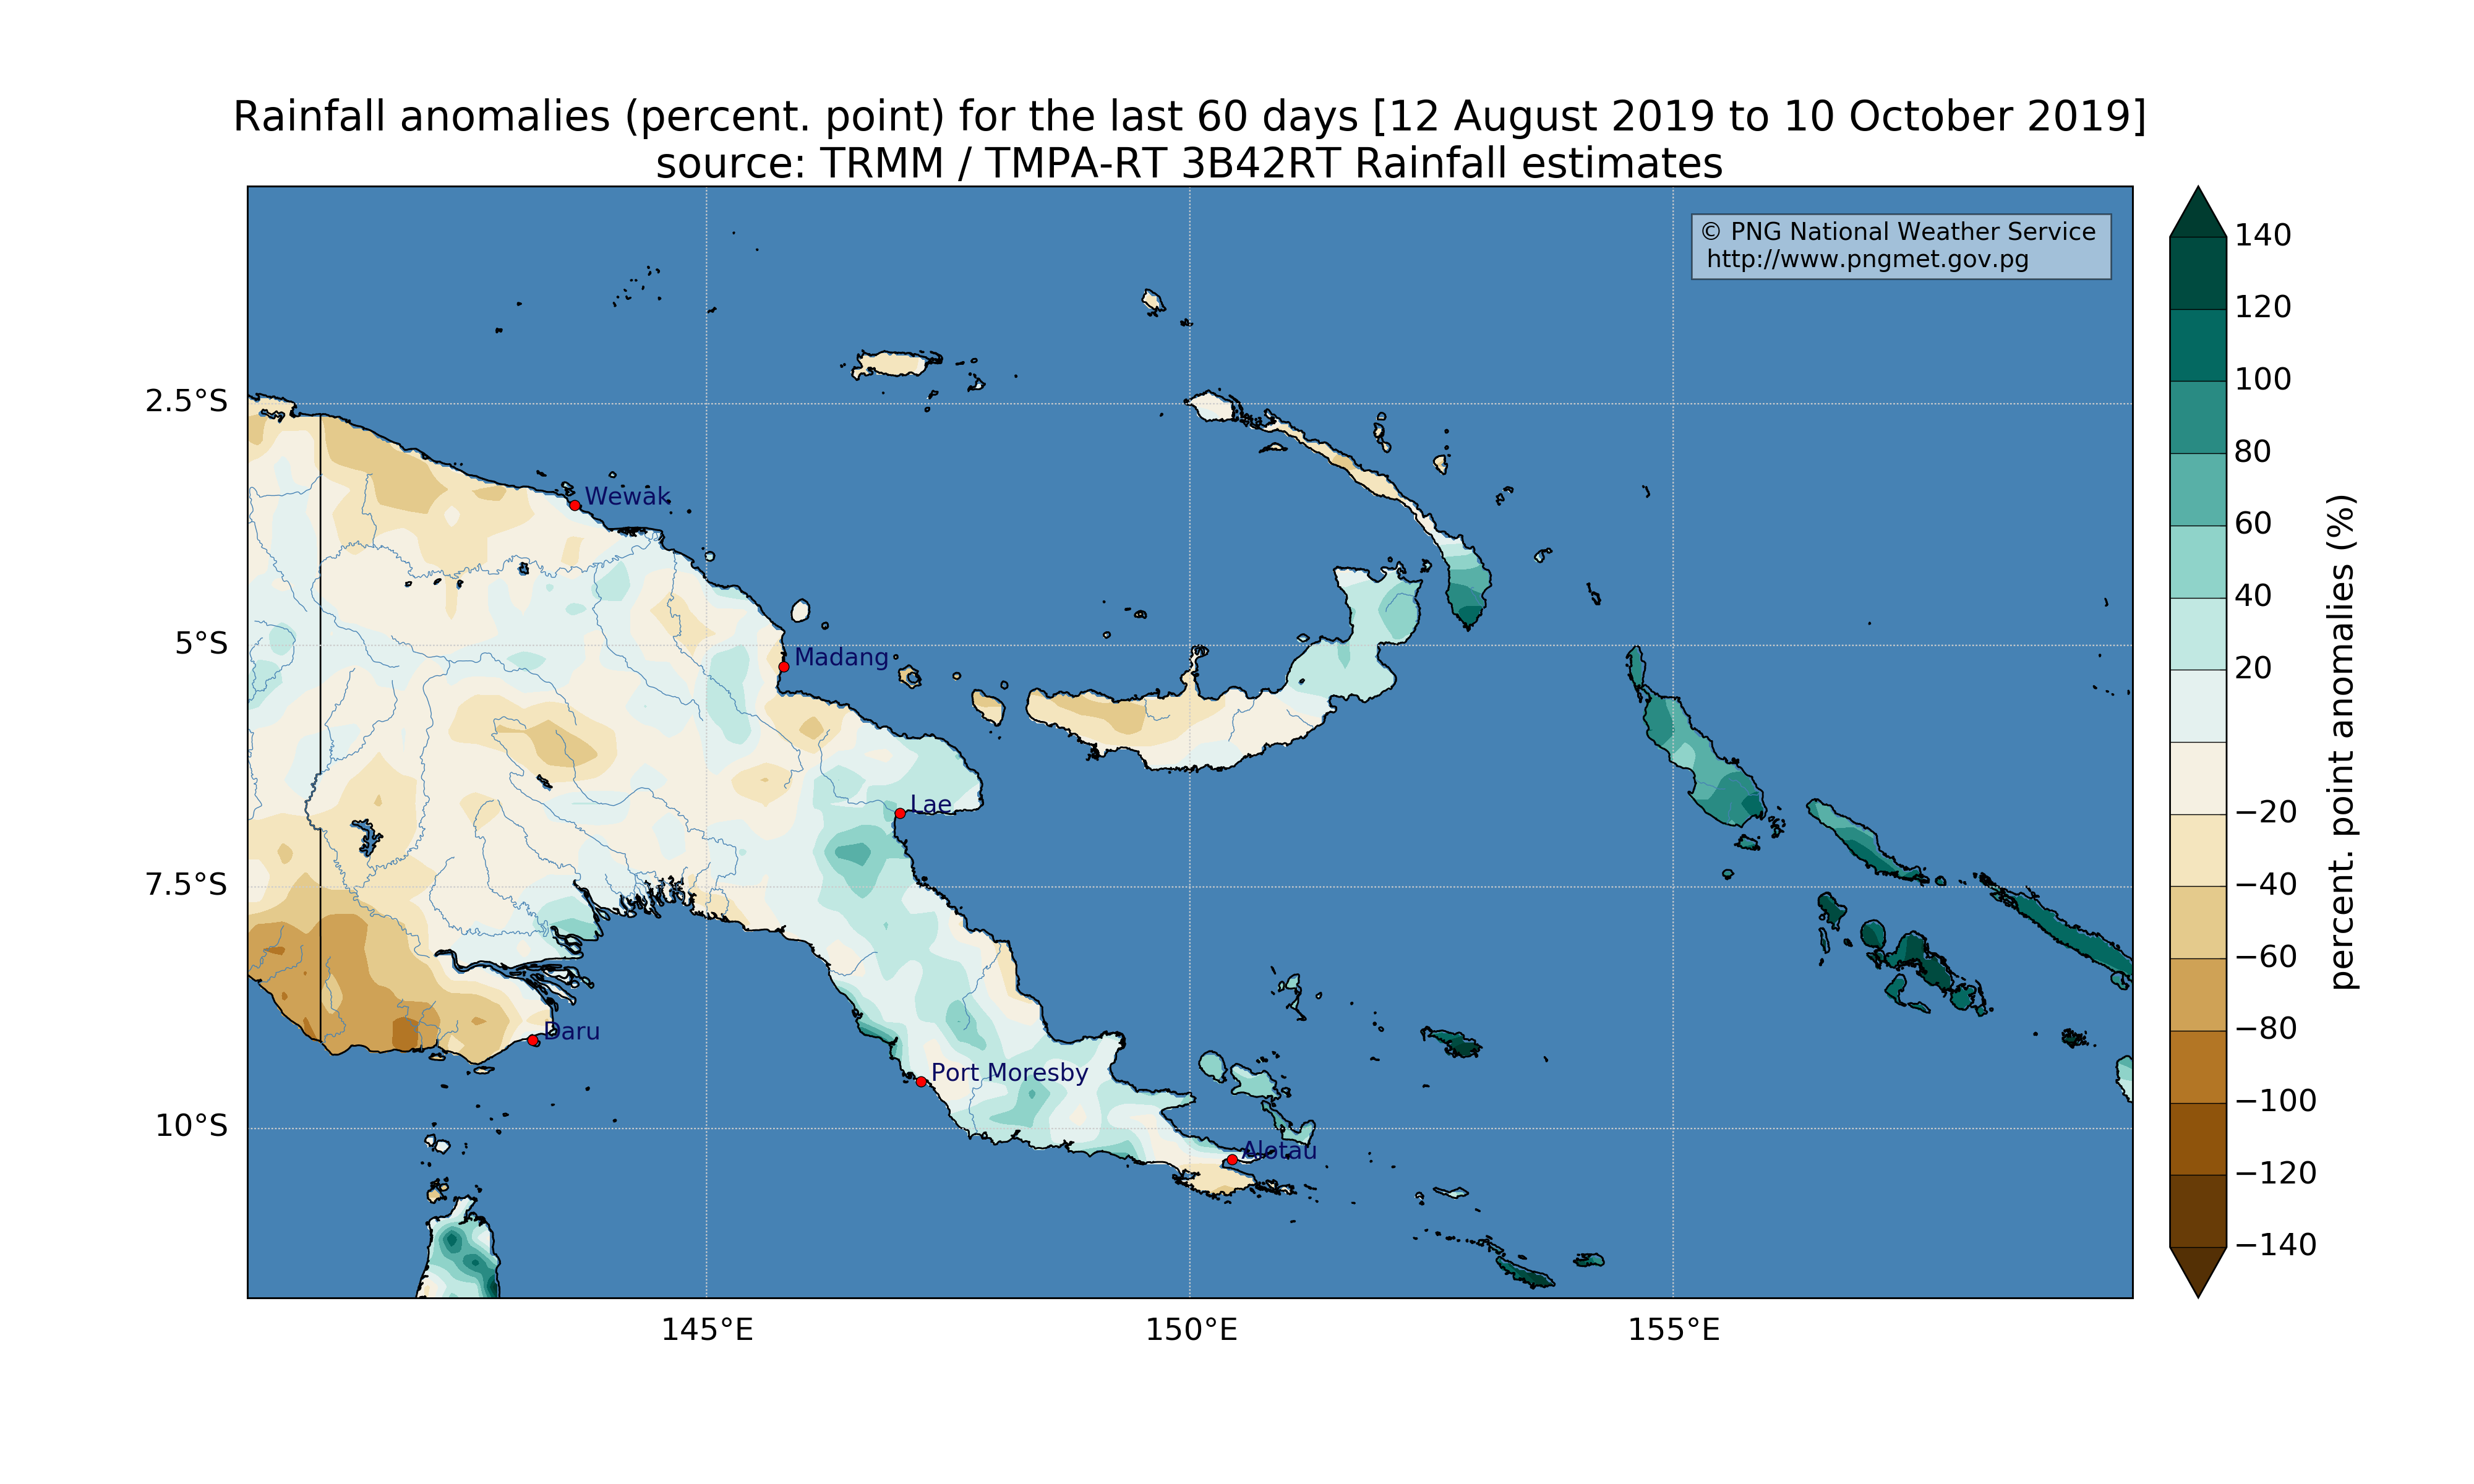 Rainfall anomalies (percent. point) for the last 60 days [12 August 2019 to 10 October 2019]
source: TRMM / TMPA-RT 3B42RT Rainfall estimates
© PNG National Weather Service
http://www.pngmet.gov.pg
2.5°S
5°S
7.5°S
10°S
145°E
150°E
155°E
Wewak
Madang
Lae
Daru
Port Moresby
Alotau
140
120
100
80
60
40
20
−20
−40
−60
−80
−100
−120
−140
percent. point anomalies (%)